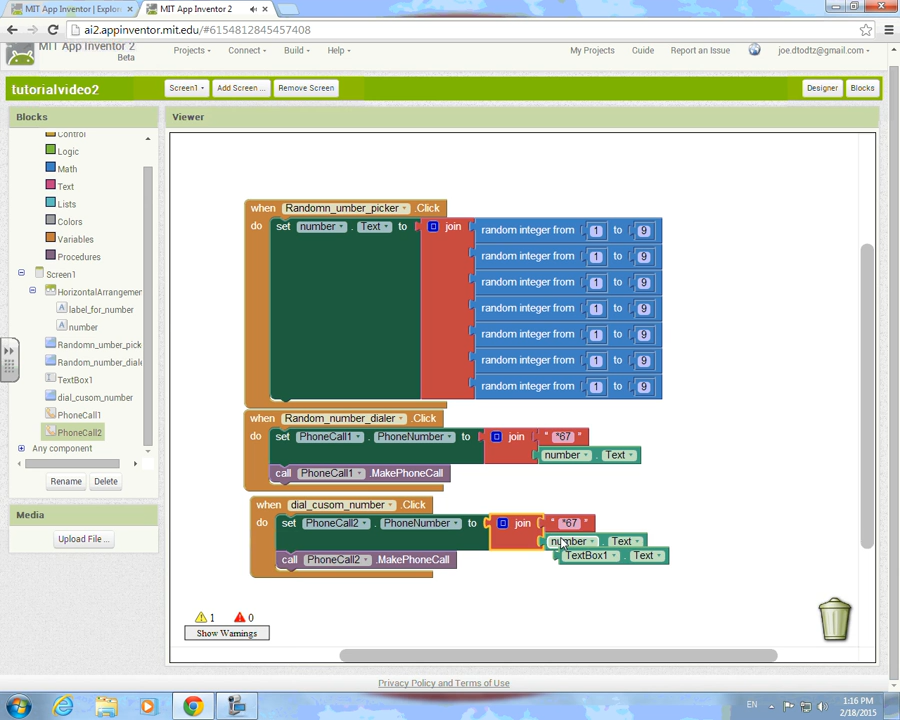 MIT App Inventor | Explor
MIT App Inventor 2
ai2.appinventor.mit.edu/#6154812845457408
MIT App Inventor 2
Beta
Projects Connect Build Help My Projects Guide Report an Issue joe.dtodtz@gmail.com
tutorialvideo2 Screen1 Add Screen ... Remove Screen Designer Blocks
Blocks
Viewer
Control
Logic
Math
Text
Lists
Colors
Variables
Procedures
Screen1
HorizontalArrangemen
label_for_number
number
Randomn_umber_pick
Random_number_diale
TextBox1
dial_cusom_number
PhoneCall1
PhoneCall2
Any component
Rename Delete
Media
Upload File ...
when Randomn_umber_picker .Click
do set number . Text to join random integer from 1 to 9
random integer from 1 to 9
random integer from 1 to 9
random integer from 1 to 9
random integer from 1 to 9
random integer from 1 to 9
random integer from 1 to 9
when Random_number_dialer .Click
do set PhoneCall1 . PhoneNumber to join " *67 "
number . Text
call PhoneCall1 .MakePhoneCall
when dial_cusom_number .Click
do set PhoneCall2 . PhoneNumber to join " *67 "
number . Text
TextBox1 . Text
call PhoneCall2 .MakePhoneCall
1 0
Show Warnings
Privacy Policy and Terms of Use
EN 1:16 PM
2/18/2015